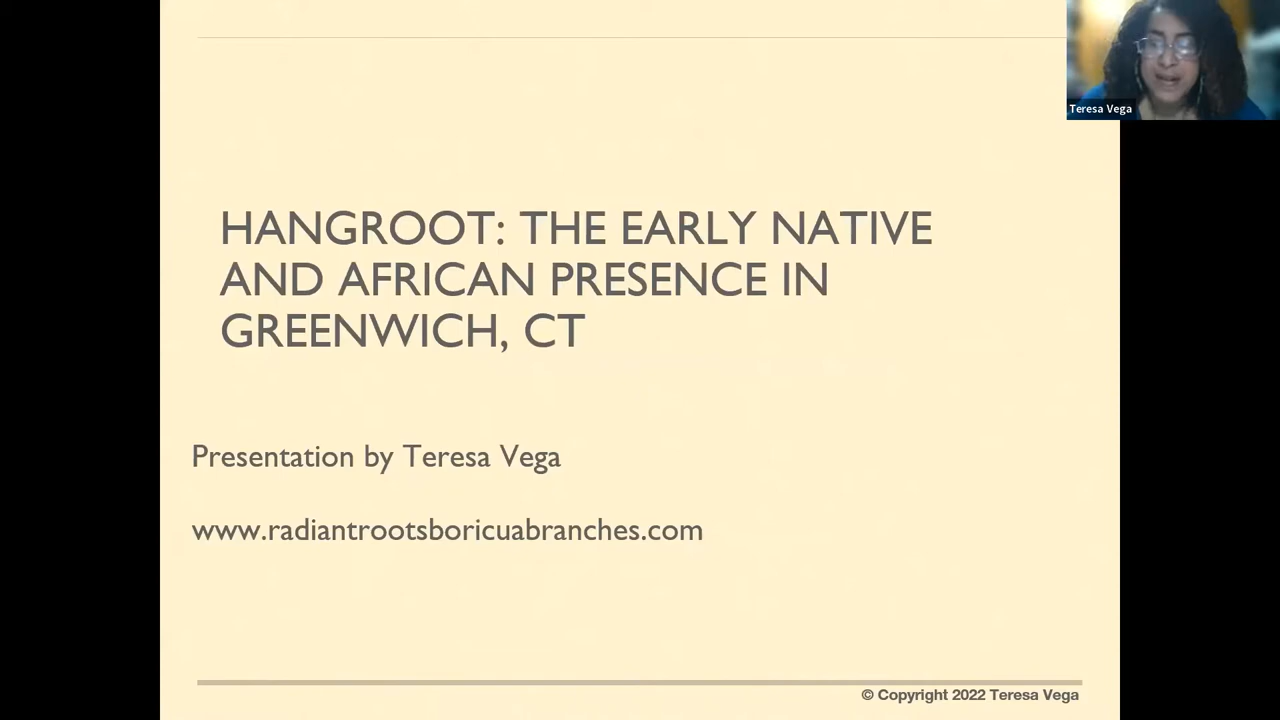 Teresa Vega
HANGROOT: THE EARLY NATIVE
AND AFRICAN PRESENCE IN
GREENWICH, CT
Presentation by Teresa Vega
www.radiantrootsboricuabranches.com
© Copyright 2022 Teresa Vega